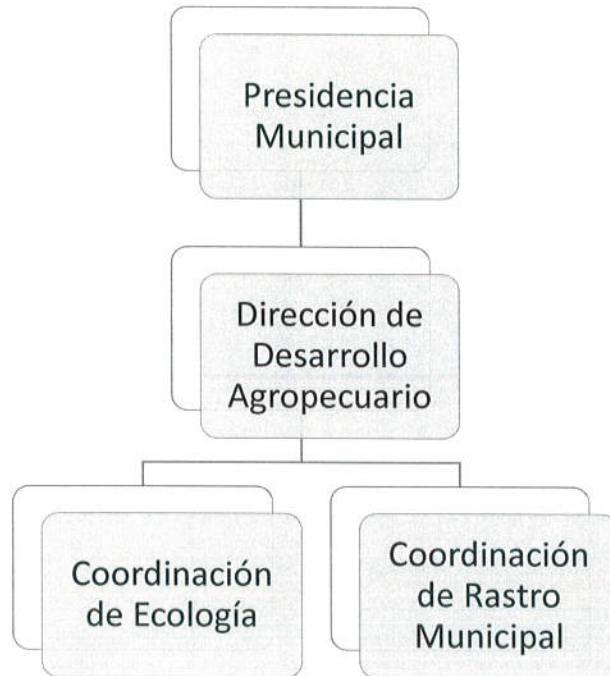 Presidencia
Municipal
Dirección de
Desarrollo
Agropecuario
Coordinación
de Ecología
Coordinación
de Rastro
Municipal